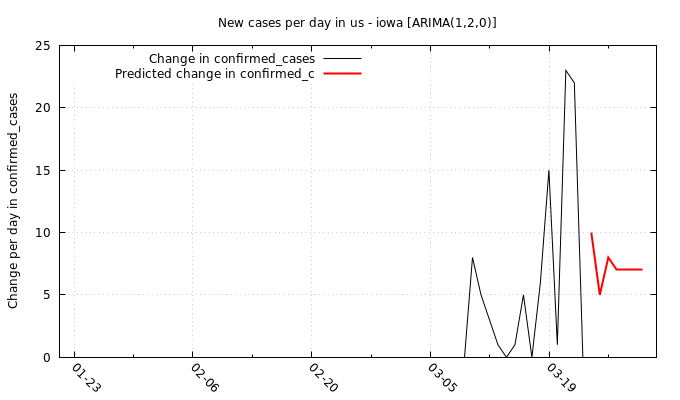 New cases per day in us - iowa [ARIMA(1,2,0)]
Change in confirmed_cases
Predicted change in confirmed_c
Change per day in confirmed_cases
25
20
15
10
5
0
01-23
02-06
02-20
03-05
03-19